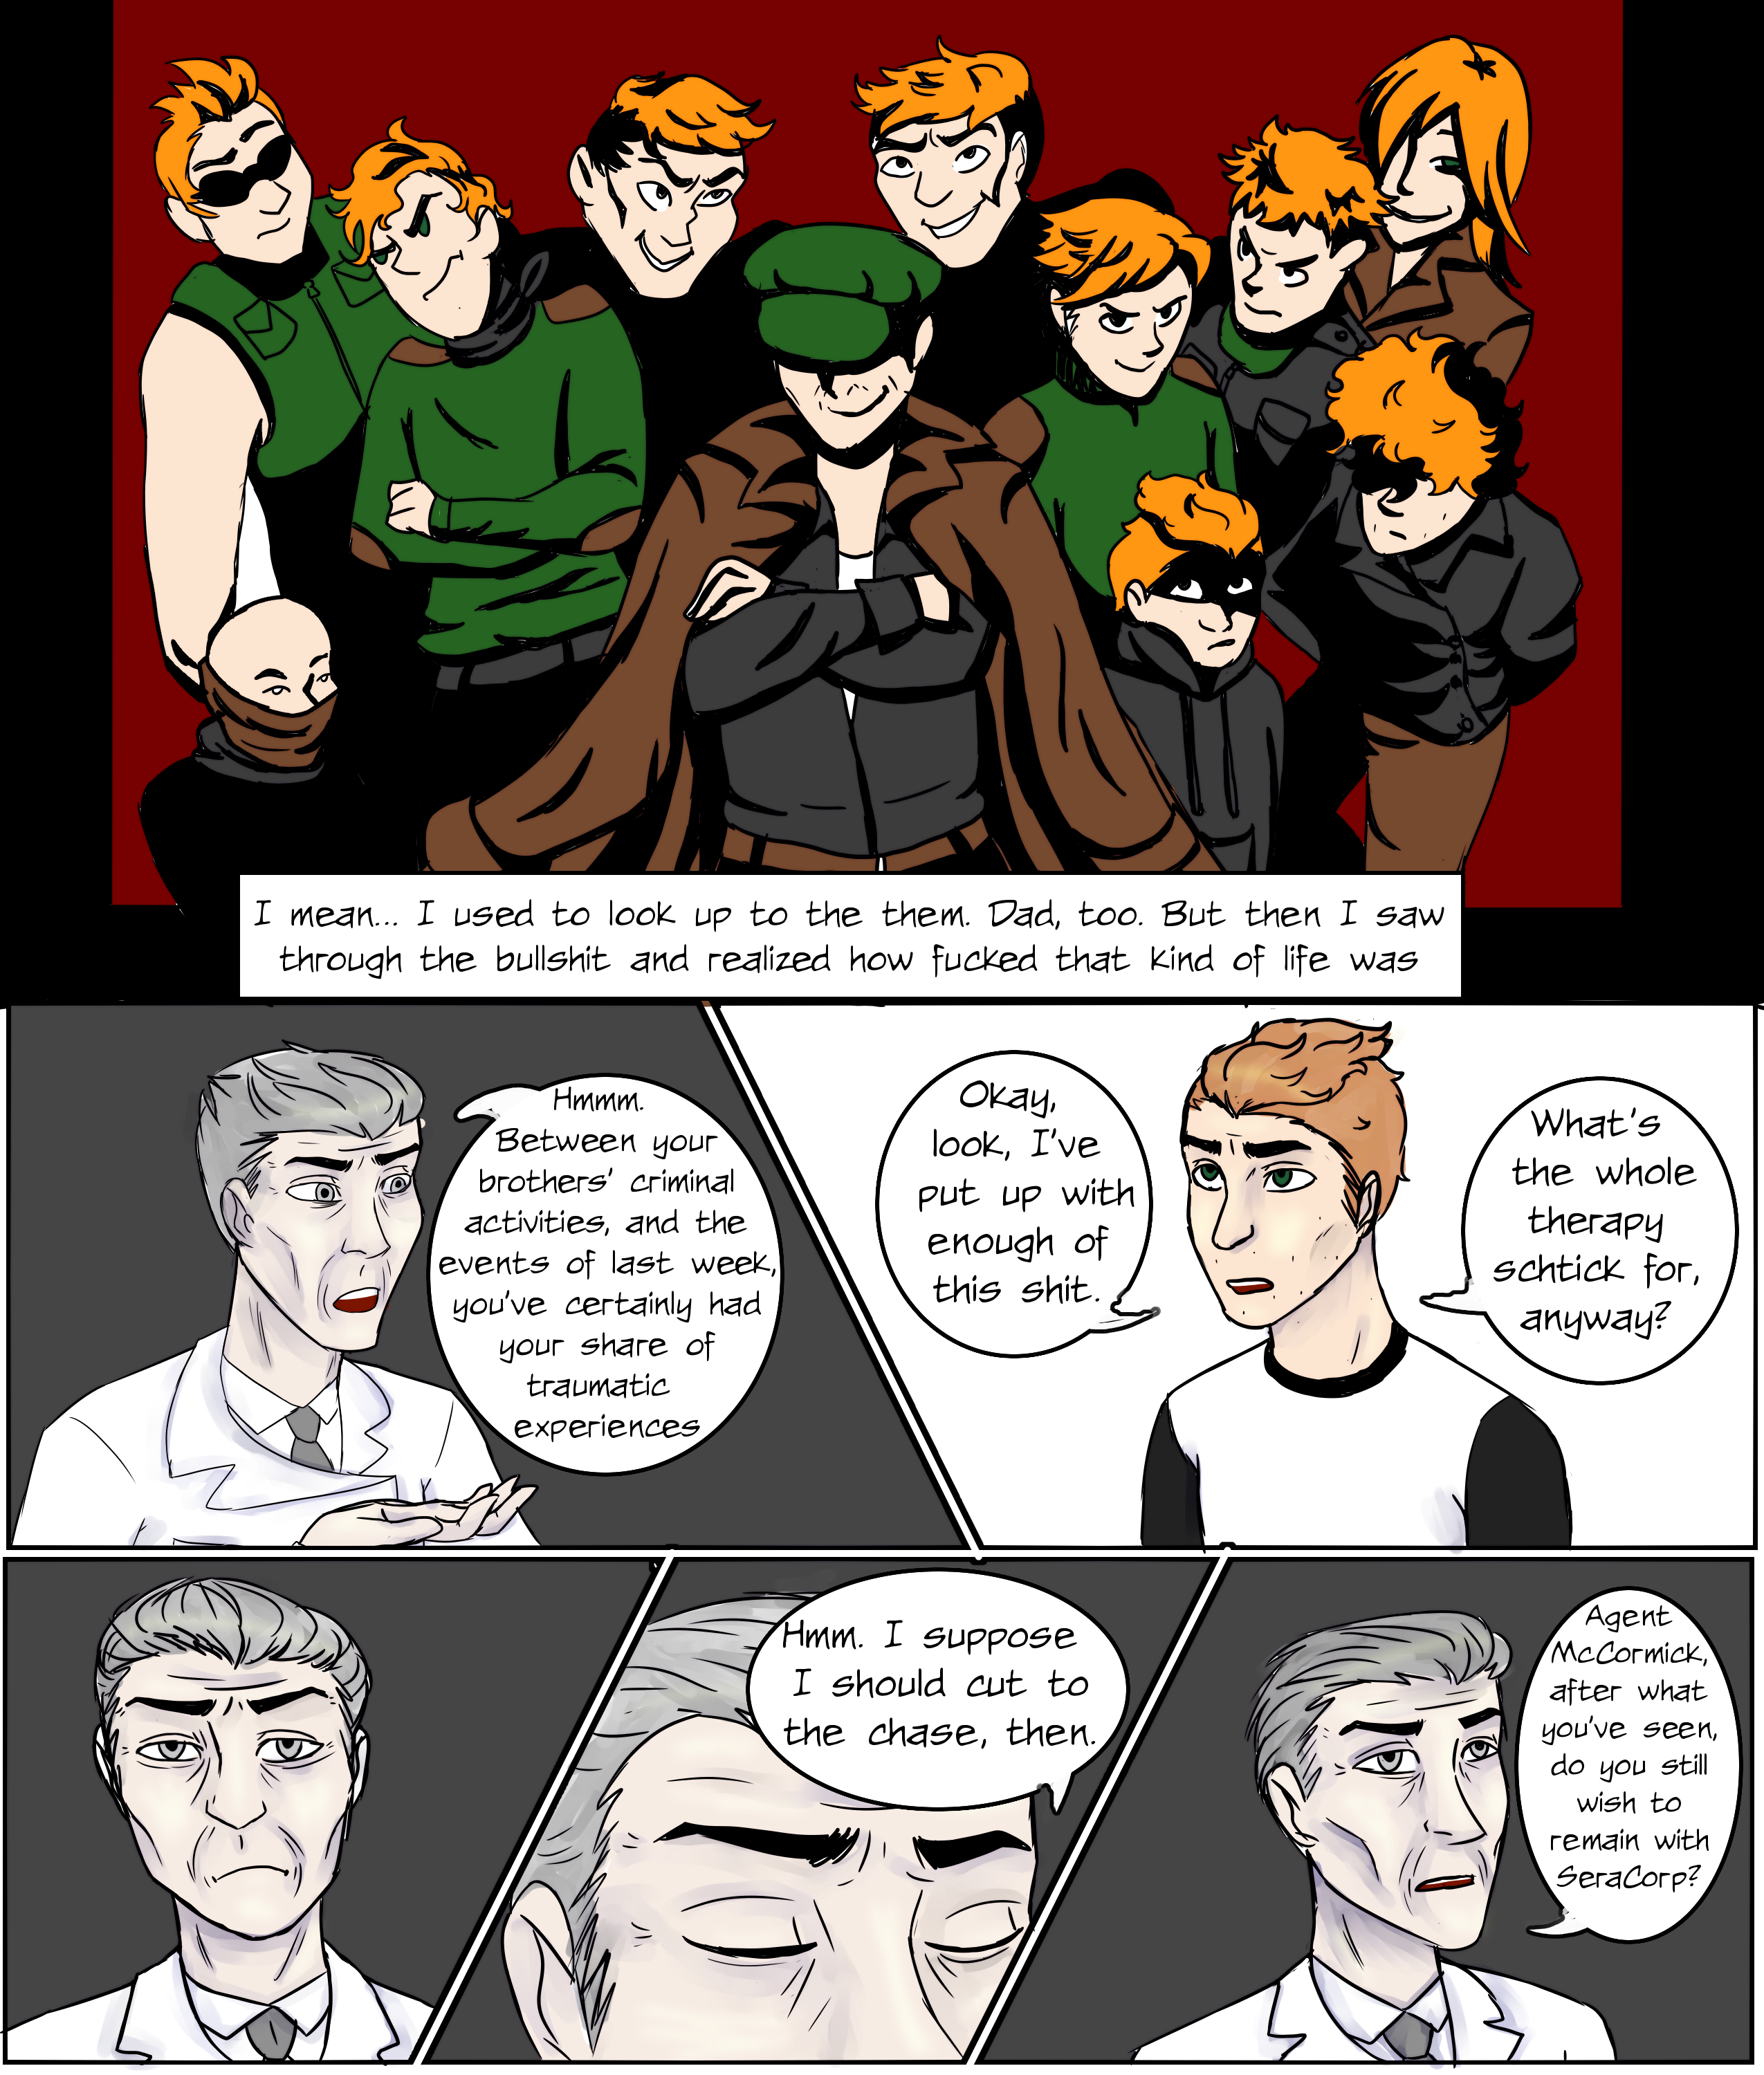 I mean... I used to look up to the them. Dad, too. But then I saw
through the bullshit and realized how fucked that kind of life was
Hmmm.
Between your
brothers' criminal
activities, and the
events of last week,
you've certainly had
your share of
traumatic
experiences
Okay,
look, I've
put up with
enough of
this shit.
What's
the whole
therapy
schtick for,
anyway?
Hmm. I suppose
I should cut to
the chase, then.
Agent
McCormick,
after what
you've seen,
do you still
wish to
remain with
SeraCorp?